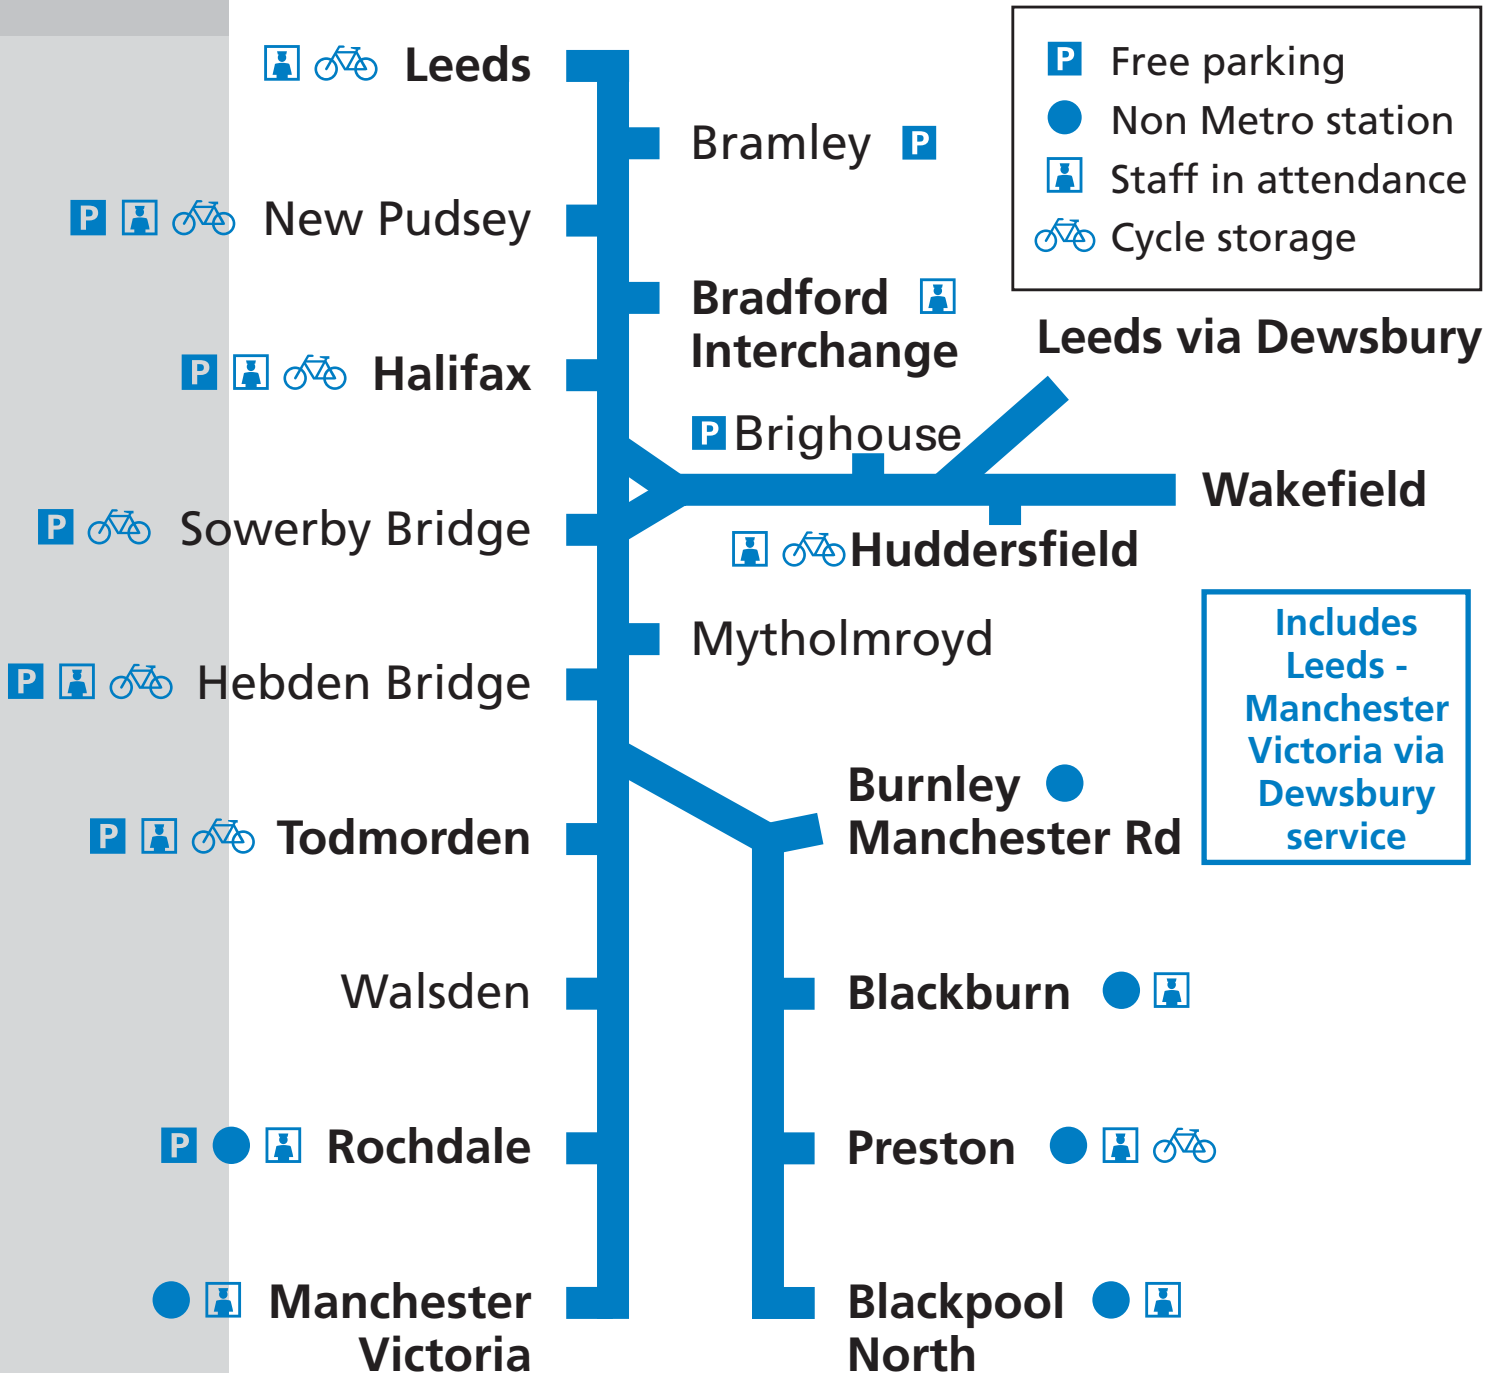 Leeds
P Free parking
Non Metro station
Staff in attendance
Cycle storage
Bramley P
P New Pudsey
Bradford
Interchange
Leeds via Dewsbury
P Halifax
P Brighouse
Wakefield
P Sowerby Bridge
Huddersfield
Mytholmroyd
P Hebden Bridge
Includes
Leeds -
Manchester
Victoria via
Dewsbury
service
Burnley
Manchester Rd
P Todmorden
Walsden
Blackburn
P Rochdale
Preston
Manchester
Victoria
Blackpool
North